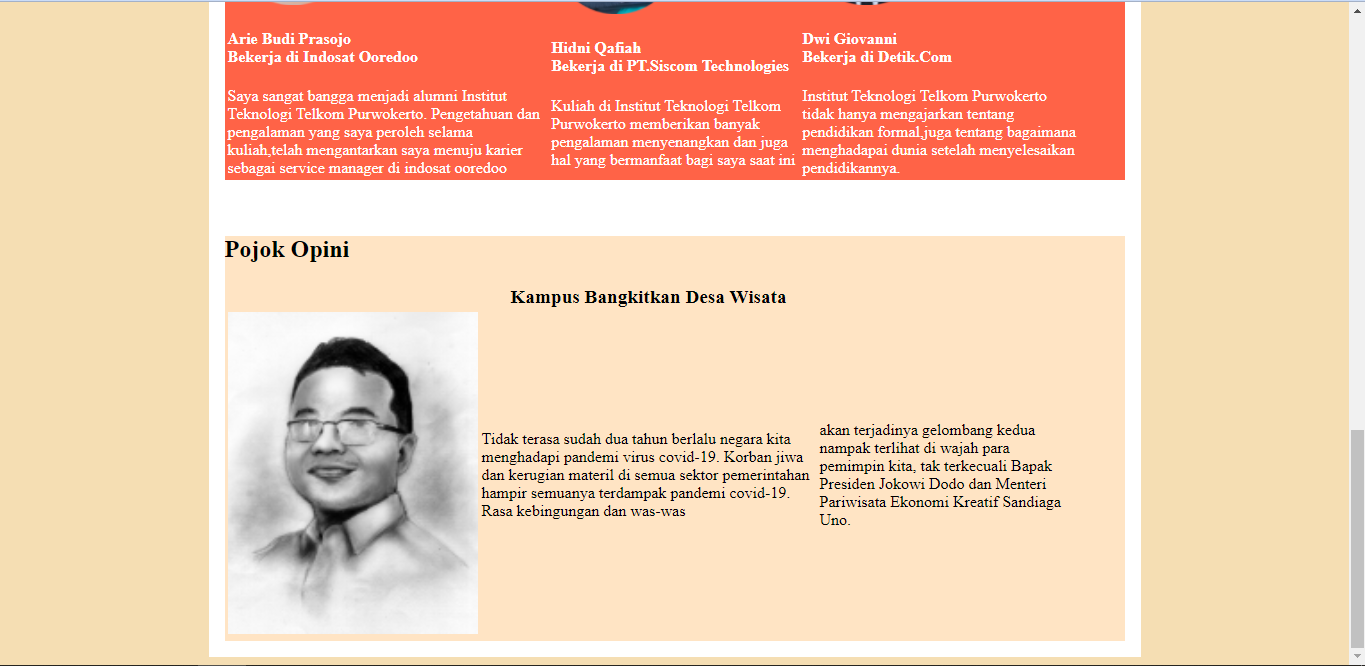 Arie Budi Prasojo
Bekerja di Indosat Ooredoo
Saya sangat bangga menjadi alumni Institut
Teknologi Telkom Purwokerto. Pengetahuan dan
pengalaman yang saya peroleh selama
kuliah,telah mengantarkan saya menuju karier
sebagai service manager di indosat ooredoo
Hidni Qafiah
Bekerja di PT.Siscom Technologies
Kuliah di Institut Teknologi Telkom
Purwokerto memberikan banyak
pengalaman menyenangkan dan juga
hal yang bermanfaat bagi saya saat ini
Dwi Giovanni
Bekerja di Detik.Com
Institut Teknologi Telkom Purwokerto
tidak hanya mengajarkan tentang
pendidikan formal,juga tentang bagaimana
menghadapai dunia setelah menyelesaikan
pendidikannya.
Pojok Opini
Kampus Bangkitkan Desa Wisata
Tidak terasa sudah dua tahun berlalu negara kita
menghadapi pandemi virus covid-19. Korban jiwa
dan kerugian materil di semua sektor pemerintahan
hampir semuanya terdampak pandemi covid-19.
Rasa kebingungan dan was-was
akan terjadinya gelombang kedua
nampak terlihat di wajah para
pemimpin kita, tak terkecuali Bapak
Presiden Jokowi Dodo dan Menteri
Pariwisata Ekonomi Kreatif Sandiaga
Uno.